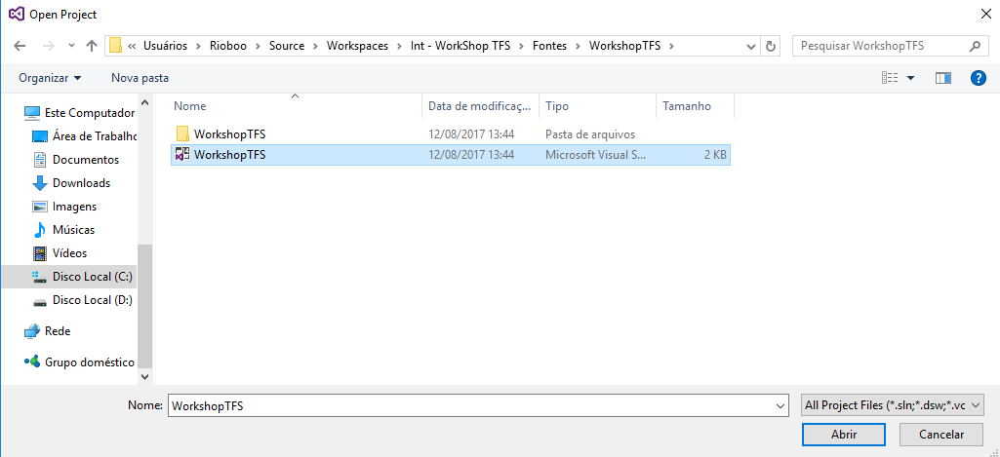 Open Project
« Usuários › Rioboo › Source › Workspaces › Int - WorkShop TFS › Fontes › WorkshopTFS ›
Pesquisar WorkshopTFS
Organizar
Nova pasta
?
Nome
Data de modificaç...
Tipo
Tamanho
WorkshopTFS 12/08/2017 13:44 Pasta de arquivos
WorkshopTFS 12/08/2017 13:44 Microsoft Visual S... 2 KB
Este Computador
Área de Trabalho
Documentos
Downloads
Imagens
Músicas
Vídeos
Disco Local (C:)
Disco Local (D:)
Rede
Grupo doméstico
Nome: WorkshopTFS
All Project Files (*.sln;*.dsw;*.vc
Abrir
Cancelar